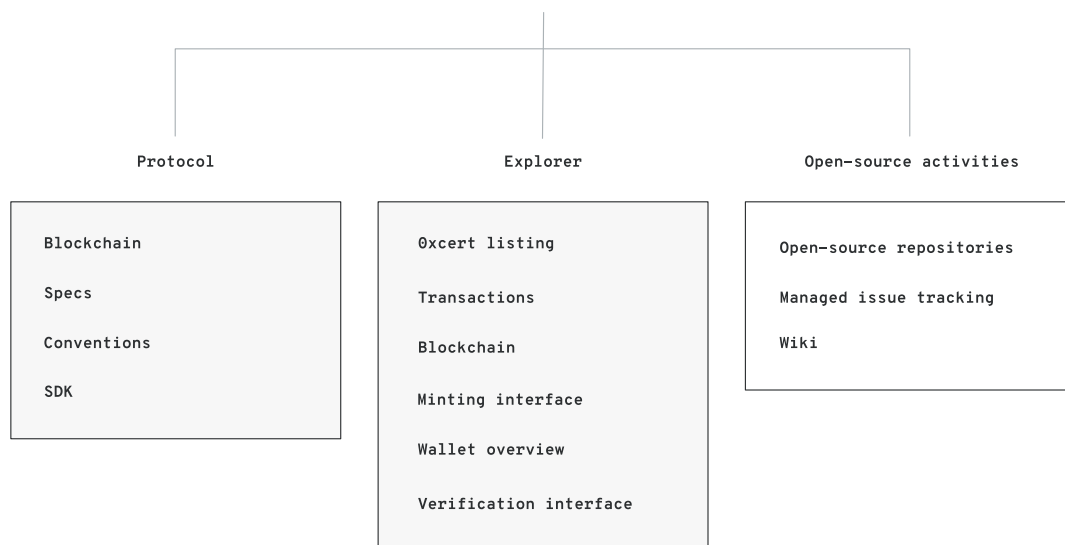 Protocol
Explorer
Open-source activities
Blockchain
Specs
Conventions
SDK
0xcert listing
Transactions
Blockchain
Minting interface
Wallet overview
Verification interface
Open-source repositories
Managed issue tracking
Wiki